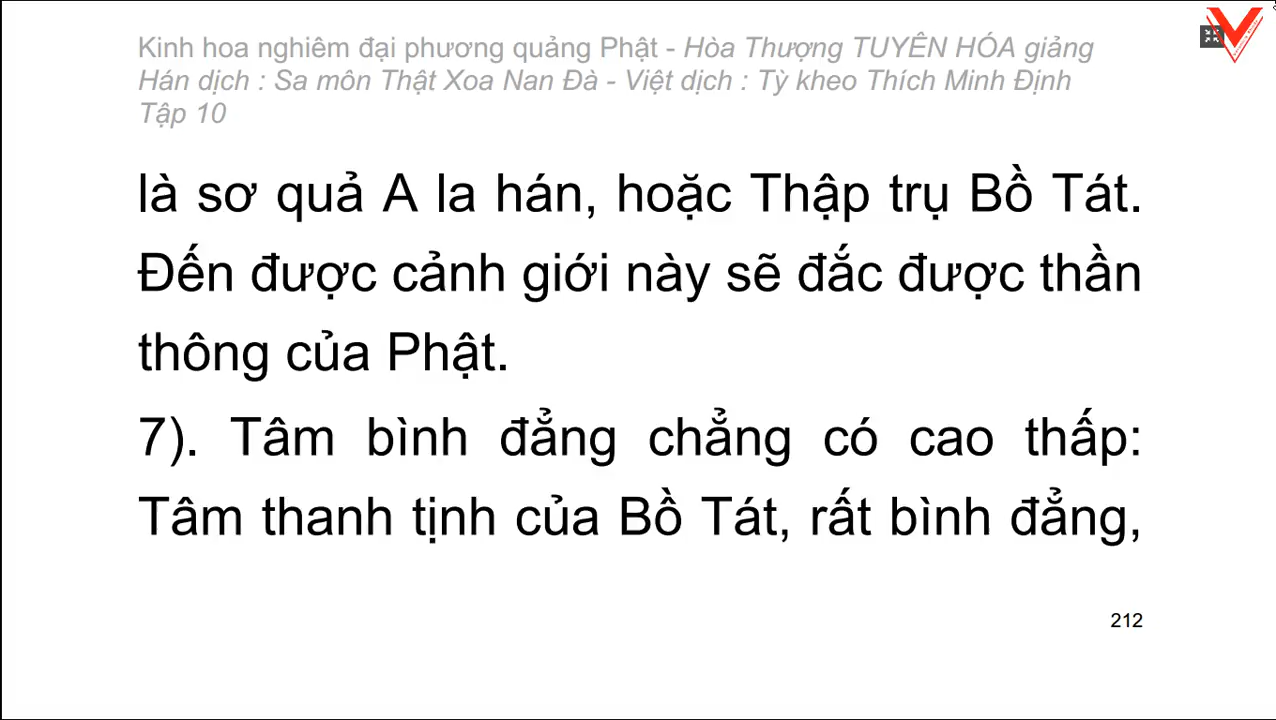 Kinh hoa nghiêm đại phương quảng Phật - Hòa Thượng TUYÊN HÓA giảng
Hán dịch : Sa môn Thật Xoa Nan Đà - Việt dịch : Tỳ kheo Thích Minh Định
Tập 10
là sơ quả A la hán, hoặc Thập trụ Bồ Tát.
Đến được cảnh giới này sẽ đắc được thần
thông của Phật.
7). Tâm bình đẳng chẳng có cao thấp:
Tâm thanh tịnh của Bồ Tát, rất bình đẳng,
212